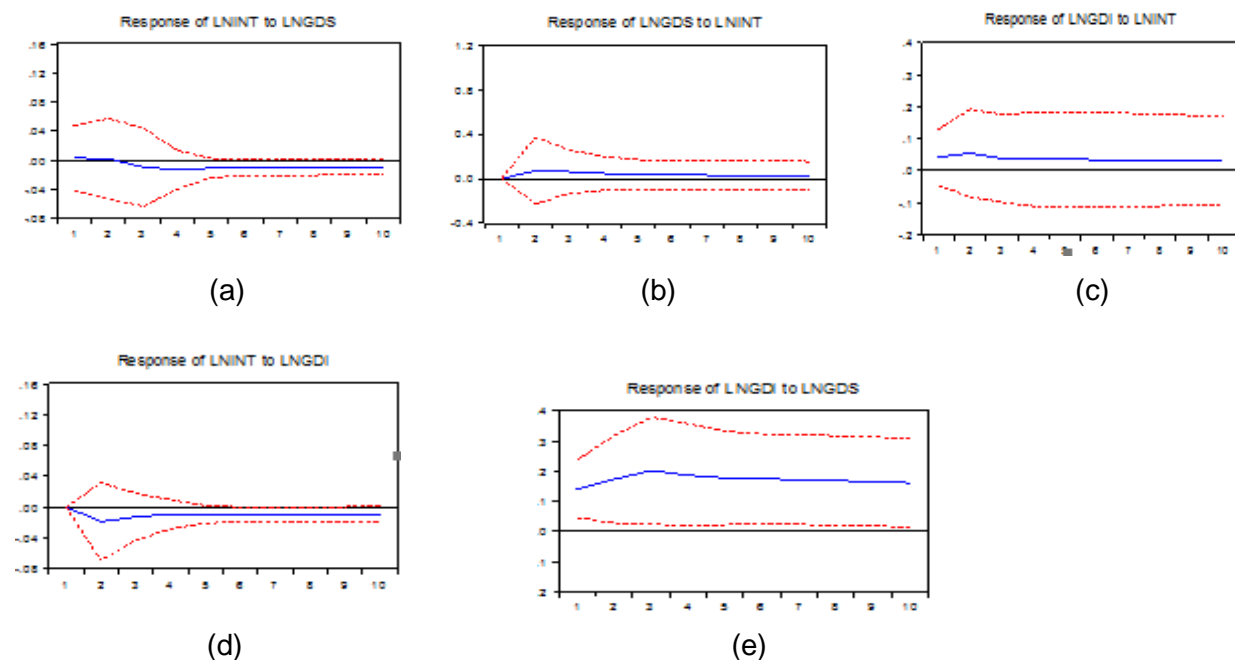 Response of LNINT to LNGDS
.16
.12
.08
.04
.00
-.04
-.08
1 2 3 4 5 6 7 8 9 10
(a)
Response of LNGDS to LNINT
1.2
0.8
0.4
0.0
-0.4
1 2 3 4 5 6 7 8 9 10
(b)
Response of LNGDI to LNINT
.4
.3
.2
.1
.0
-.1
-.2
1 2 3 4 5 6 7 8 9 10
(c)
Response of LNINT to LNGDI
.16
.12
.08
.04
.00
-.04
-.08
1 2 3 4 5 6 7 8 9 10
(d)
Response of LNGDI to LNGDS
.4
.3
.2
.1
.0
.1
.2
1 2 3 4 5 6 7 8 9 10
(e)